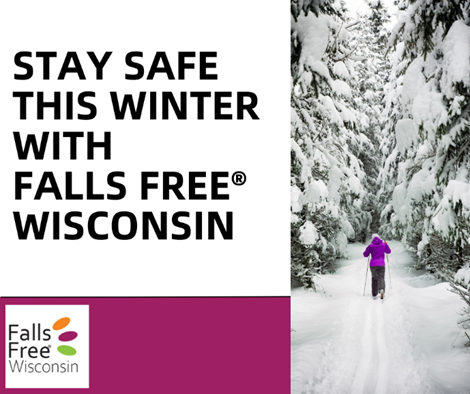 STAY SAFE
THIS WINTER
WITH
FALLS FREE®
WISCONSIN
Falls
Free®
Wisconsin